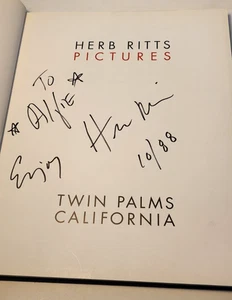 HERB RITTS
PICTURES
TO
Alfie
Enjoy
10/88
TWIN PALMS
CALIFORNIA